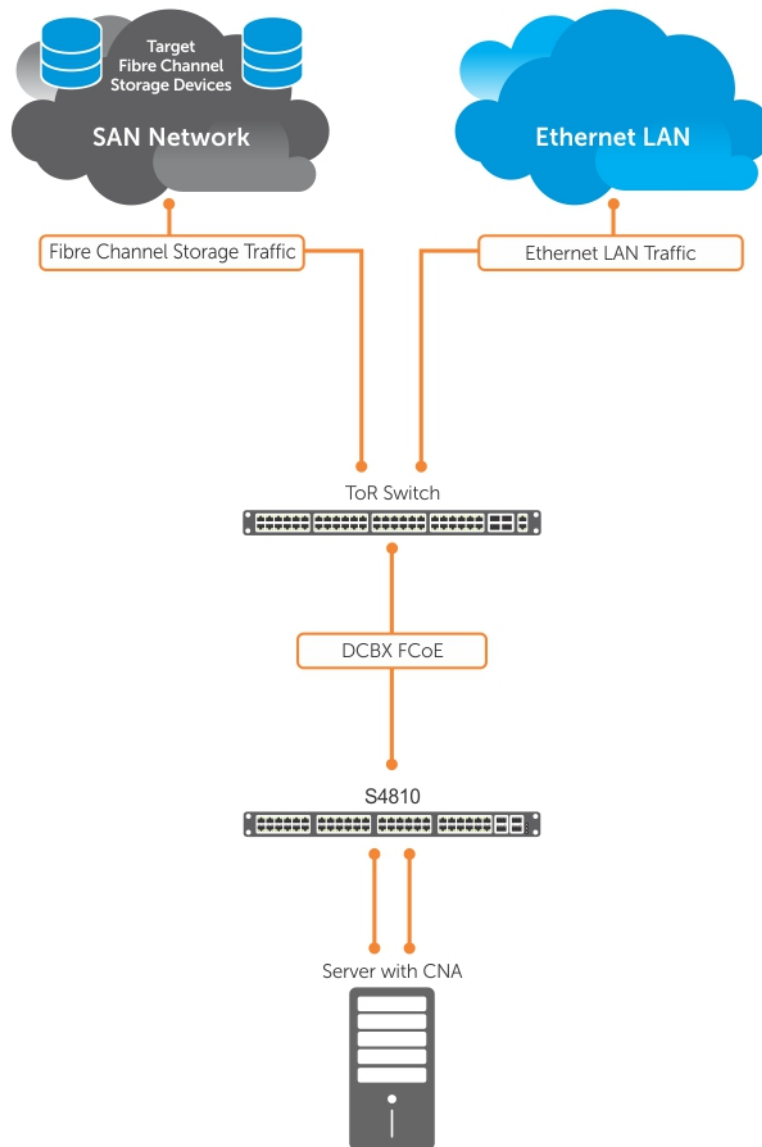 Target
Fibre Channel
Storage Devices
SAN Network
Ethernet LAN
Fibre Channel Storage Traffic
Ethernet LAN Traffic
ToR Switch
DCBX FCoE
S4810
Server with CNA